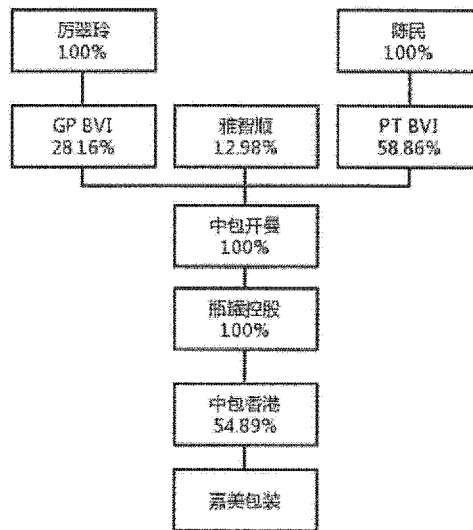 厉翠玲
100%
陈民
100%
GP BVI
28.16%
雅智顺
12.98%
PT BVI
58.86%
中包开曼
100%
瓶罐控股
100%
中包香港
54.89%
嘉美包装